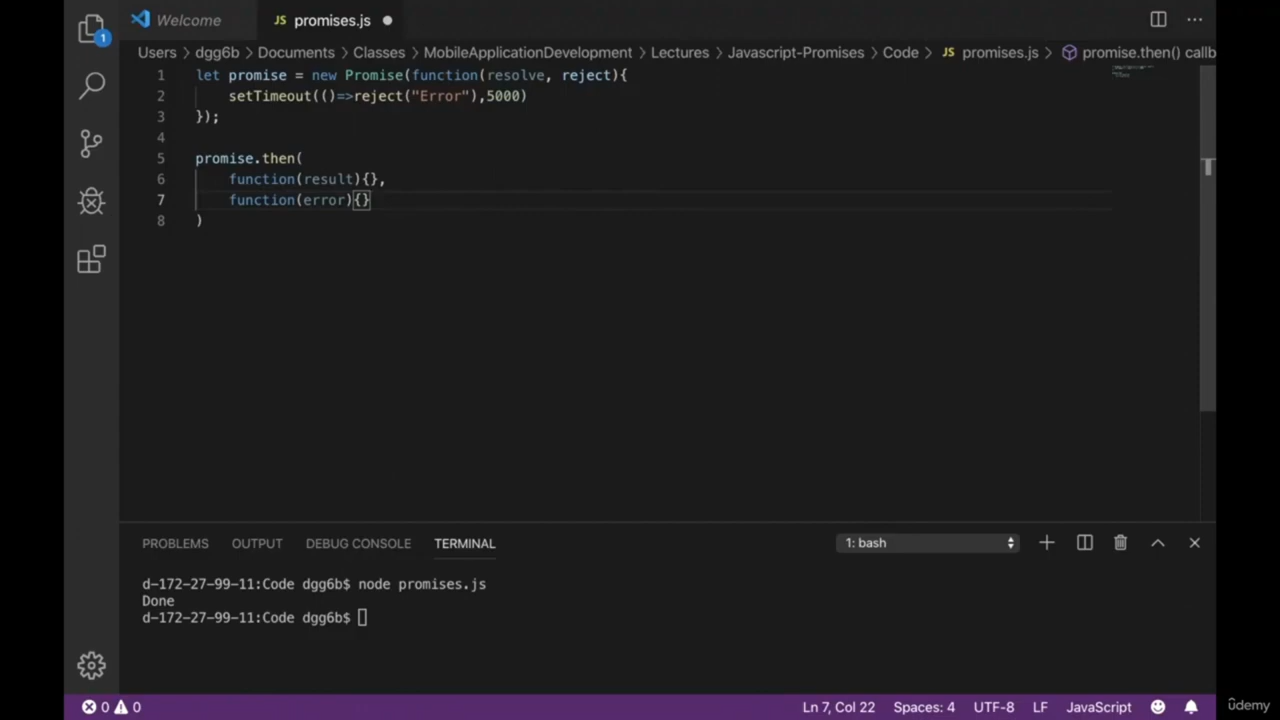 Welcome
JS promises.js
1
Users > dgg6b > Documents > Classes > MobileApplicationDevelopment > Lectures > Javascript-Promises > Code > JS promises.js > promise.then() callb
1 let promise = new Promise(function(resolve, reject){
2 setTimeout(()=>reject("Error"),5000)
3 });
4
5 promise.then(
6 function(result){},
7 function(error){}
8 )
PROBLEMS OUTPUT DEBUG CONSOLE TERMINAL 1: bash
d-172-27-99-11:Code dgg6b$ node promises.js
Done
d-172-27-99-11:Code dgg6b$
0 0 Ln 7, Col 22 Spaces: 4 UTF-8 LF JavaScript
ûdemy